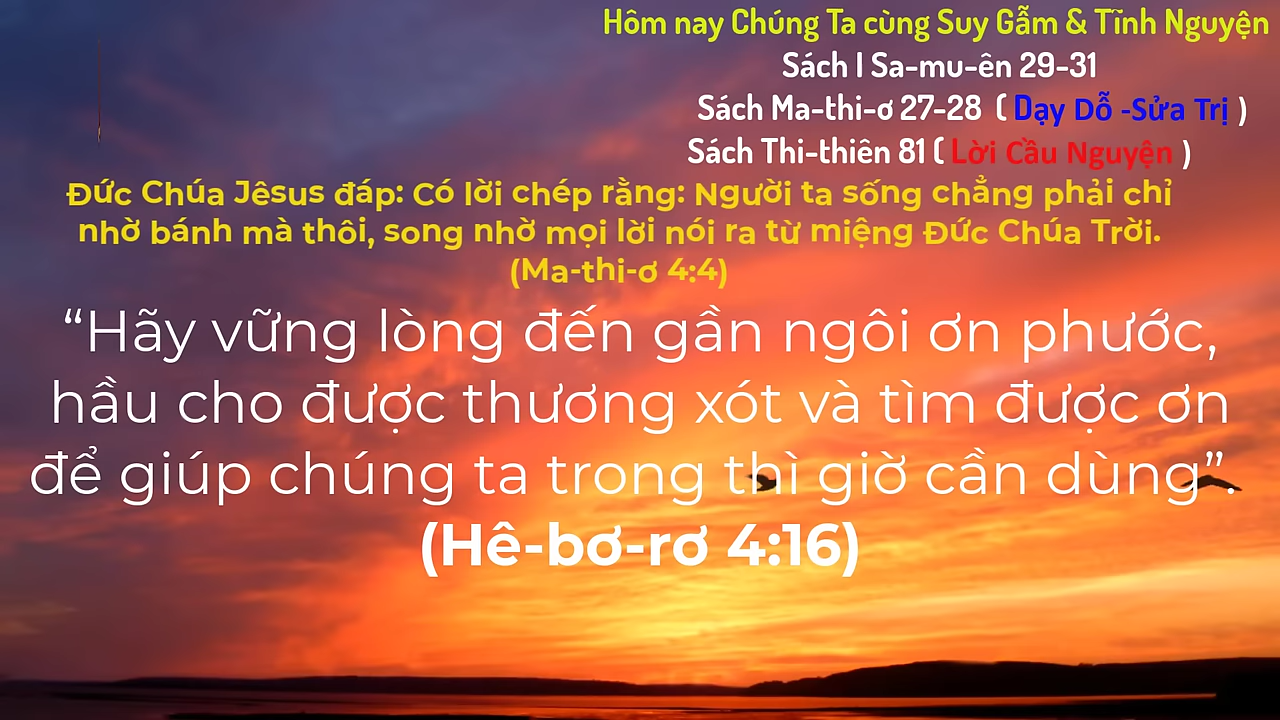 Hôm nay Chúng Ta cùng Suy Gẫm & Tĩnh Nguyện
Sách I Sa-mu-ên 29-31
Sách Ma-thi-ơ 27-28 ( Dạy Dỗ -Sửa Trị )
Sách Thi-thiên 81 ( Lời Cầu Nguyện )
Đức Chúa Jêsus đáp: Có lời chép rằng: Người ta sống chẳng phải chỉ
nhờ bánh mà thôi, song nhờ mọi lời nói ra từ miệng Đức Chúa Trời.
(Ma-thi-ơ 4:4)
“Hãy vững lòng đến gần ngôi ơn phước,
hầu cho được thương xót và tìm được ơn
để giúp chúng ta trong thì giờ cần dùng”.
(Hê-bơ-rơ 4:16)